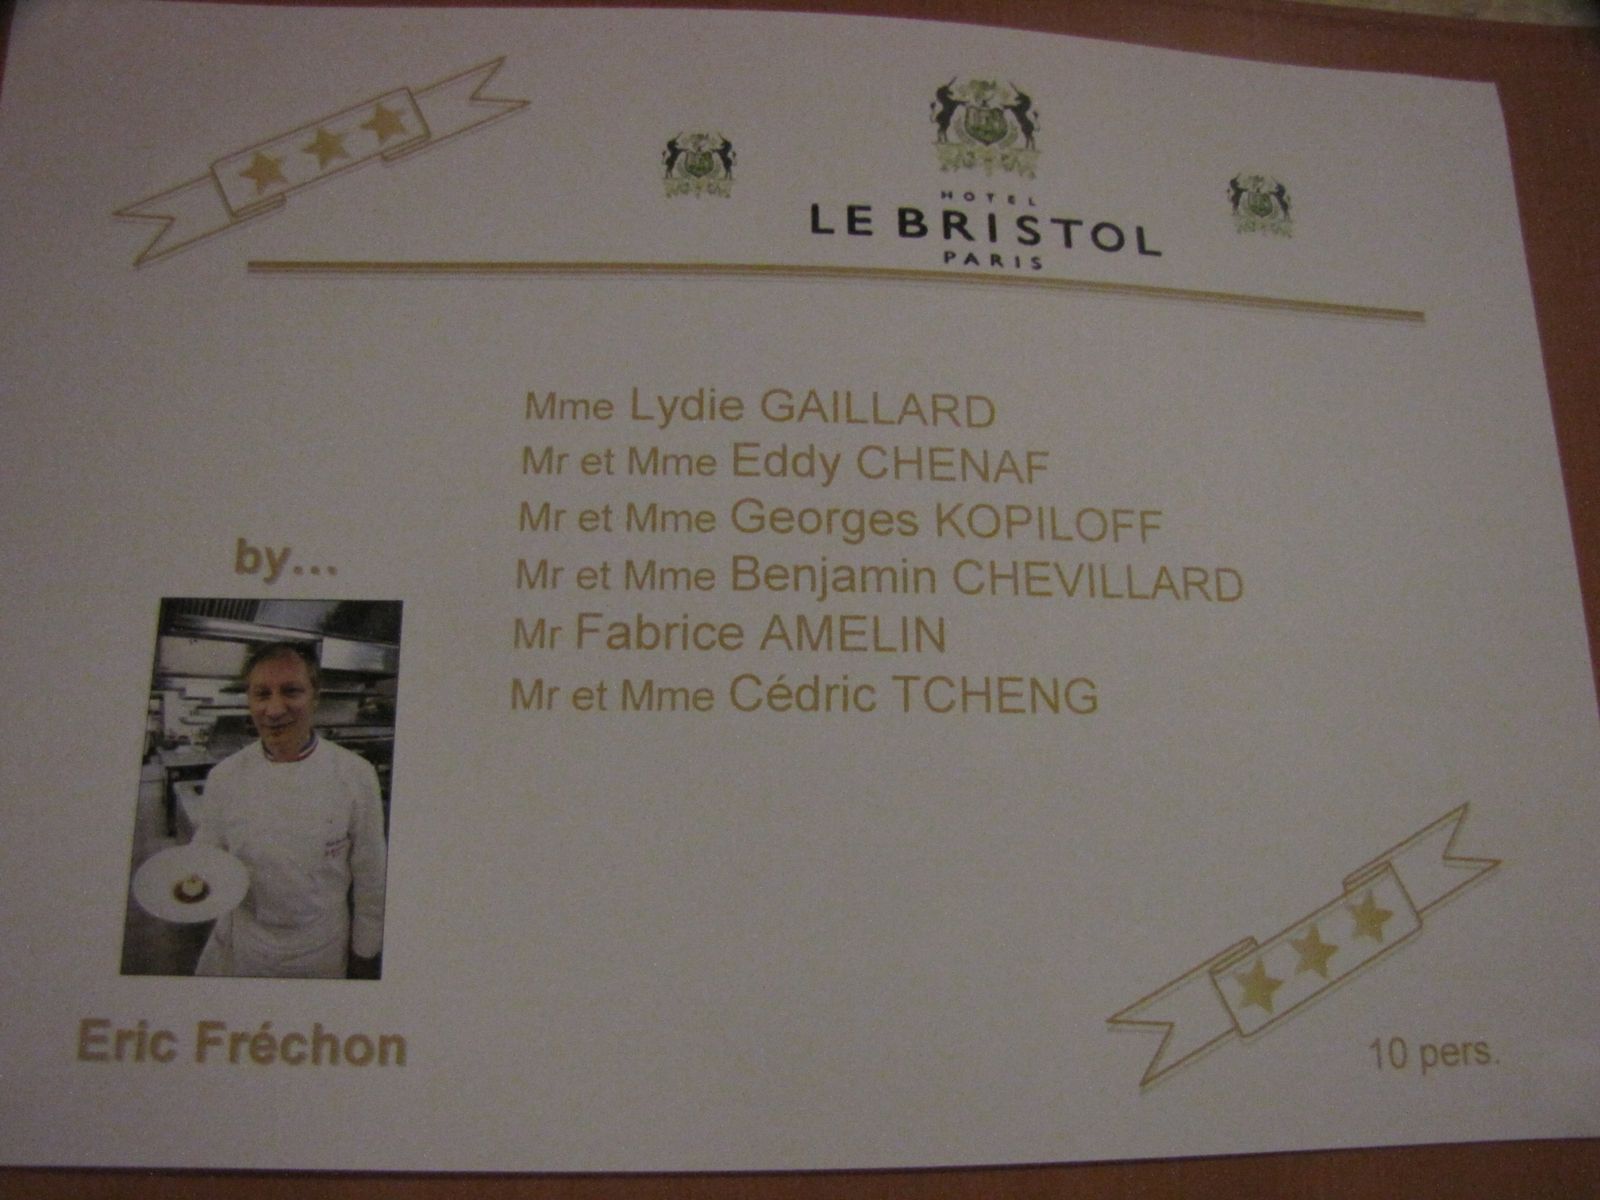 HOTEL
LE BRISTOL
PARIS
Mme Lydie GAILLARD
Mr et Mme Eddy CHENAF
Mr et Mme Georges KOPILOFF
Mr et Mme Benjamin CHEVILLARD
Mr Fabrice AMELIN
Mr et Mme Cédric TCHENG
by...
Eric Fréchon
10 pers.